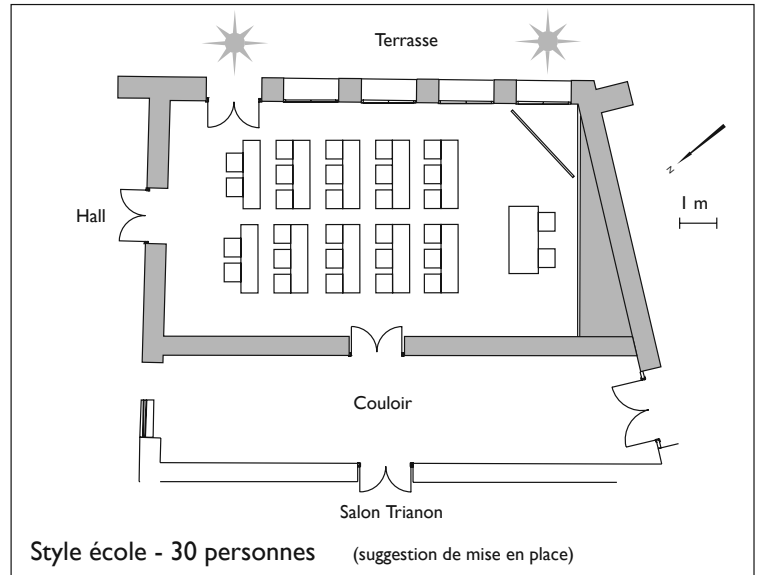 Terrasse
N
1 m
Hall
Couloir
Salon Trianon
Style école - 30 personnes (suggestion de mise en place)